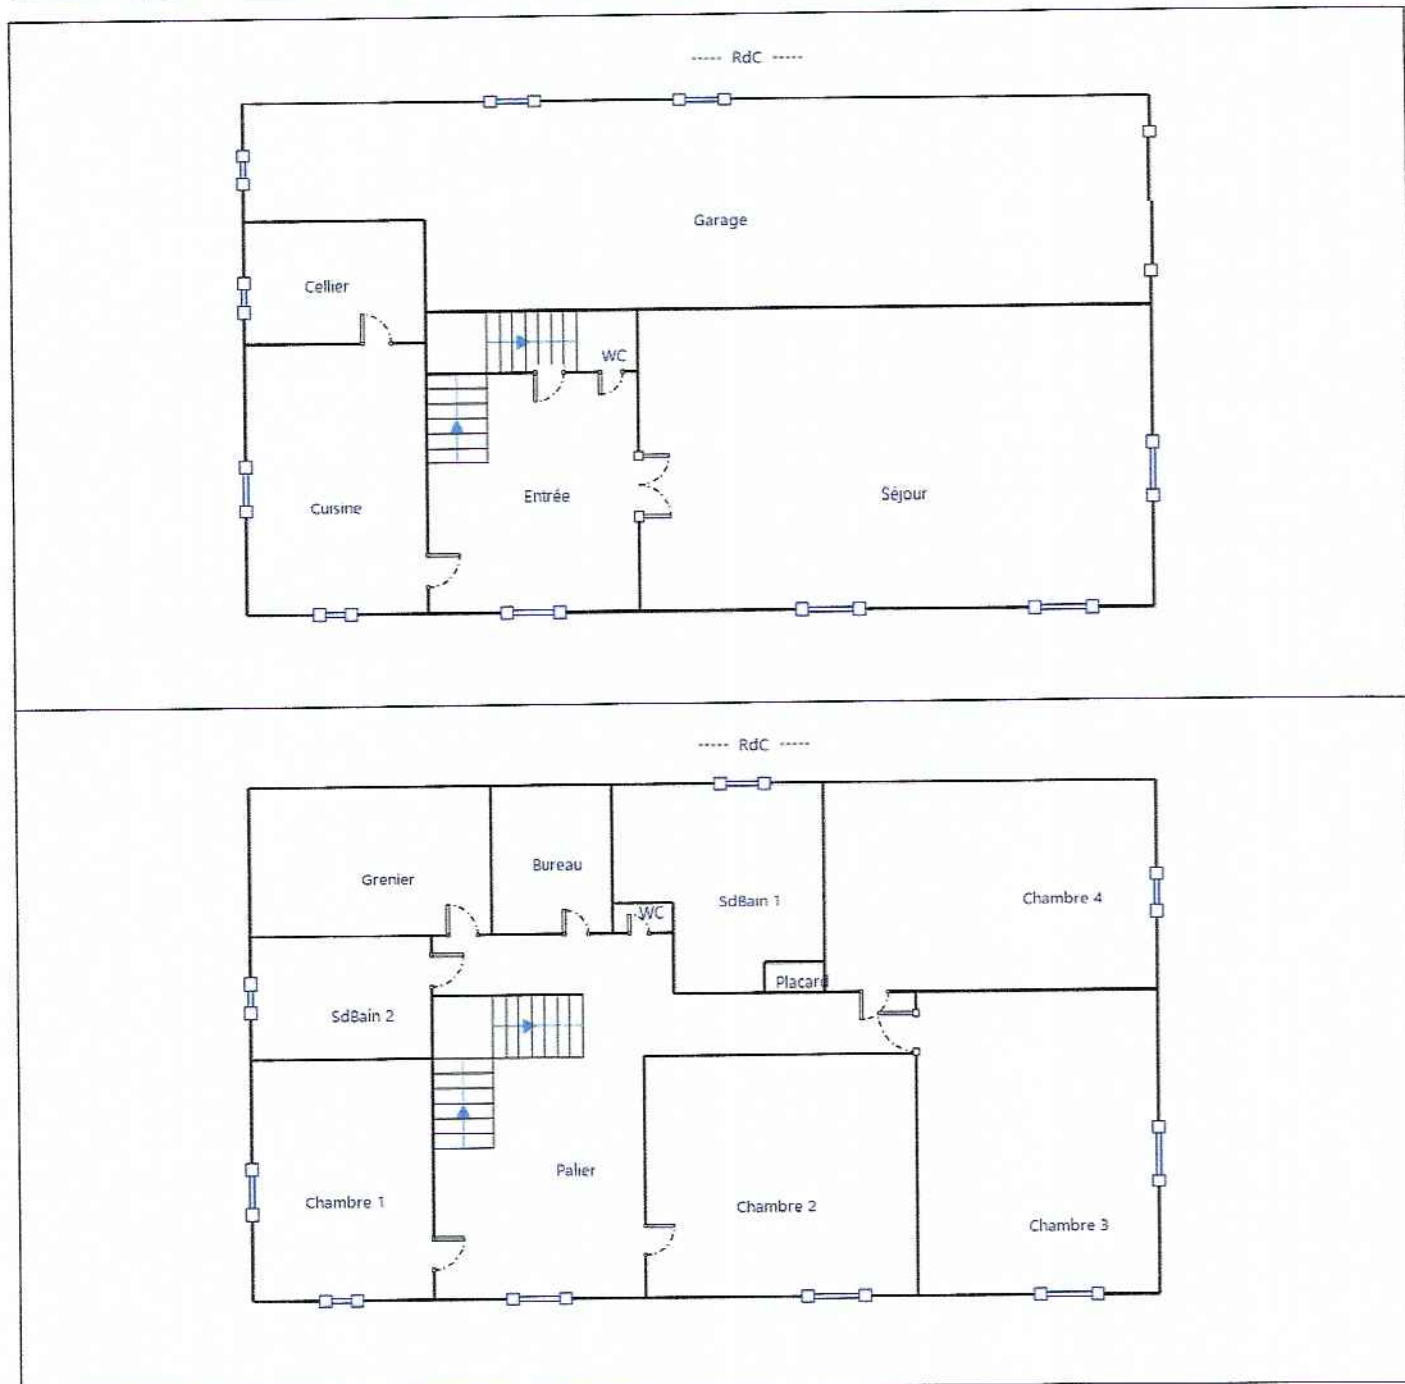 ----- RdC -----
Garage
Cellier
WC
Entrée
Séjour
Cuisine
----- RdC -----
Bureau
Grenier
SdBain 1
Chambre 4
WC
Placard
SdBain 2
Palier
Chambre 1
Chambre 2
Chambre 3